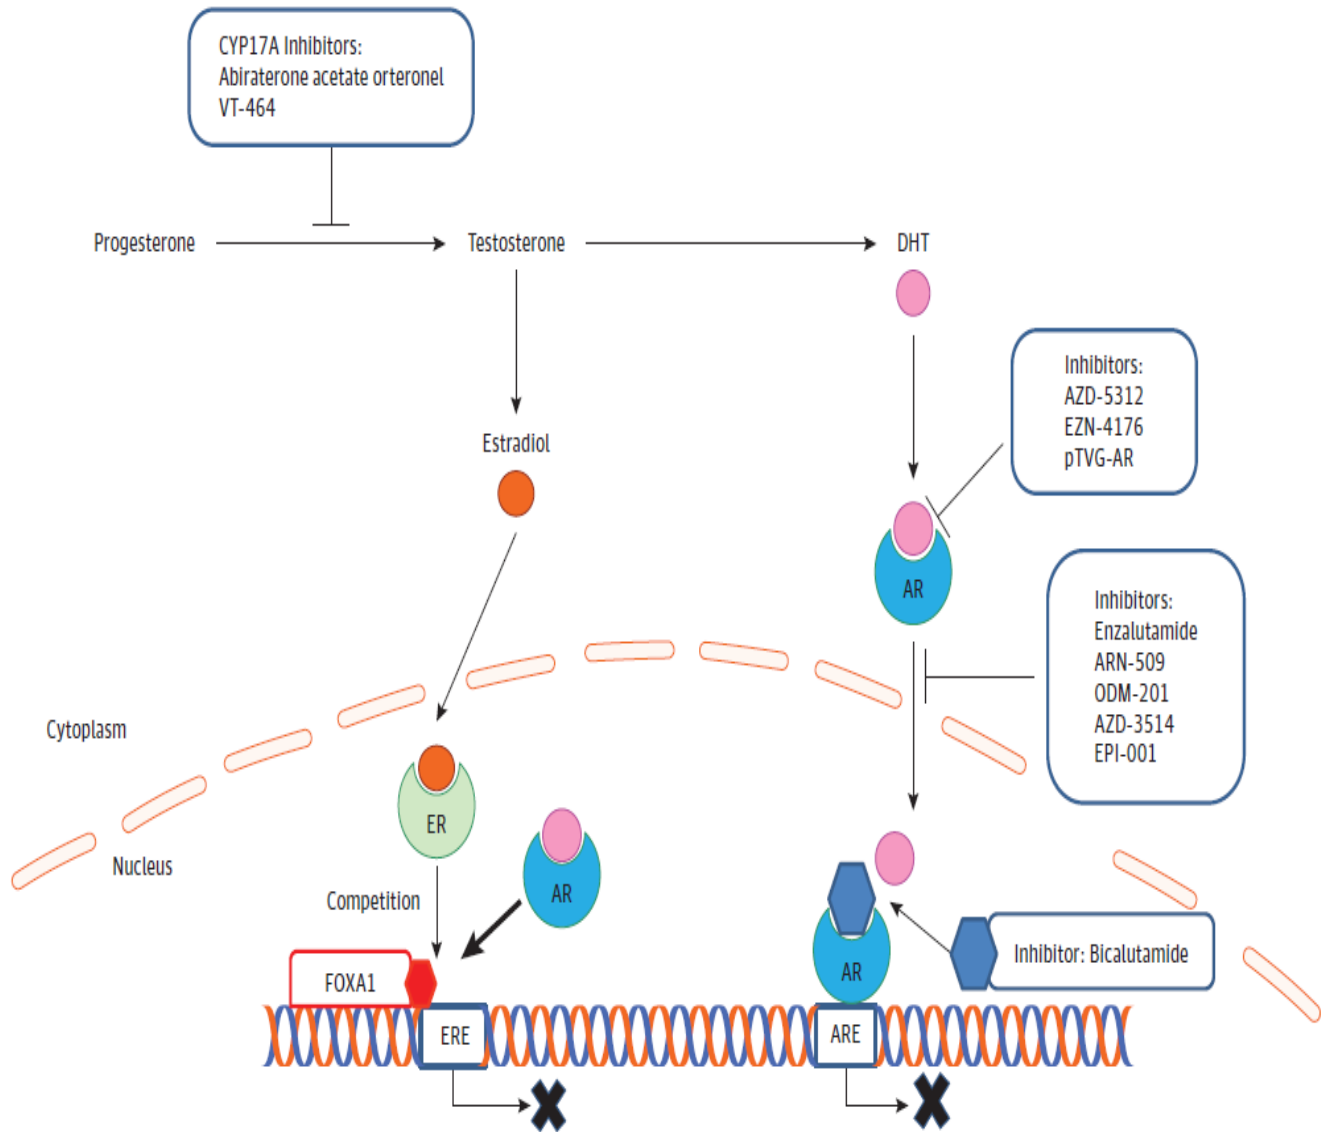 CYP17A Inhibitors:
Abiraterone acetate orteronel
VT-464
Progesterone
Testosterone
DHT
Inhibitors:
AZD-5312
EZN-4176
pTVG-AR
Estradiol
AR
Inhibitors:
Enzalutamide
ARN-509
ODM-201
AZD-3514
EPI-001
Cytoplasm
Nucleus
ER
Competition
AR
FOXA1
ERE
AR
Inhibitor: Bicalutamide
ARE